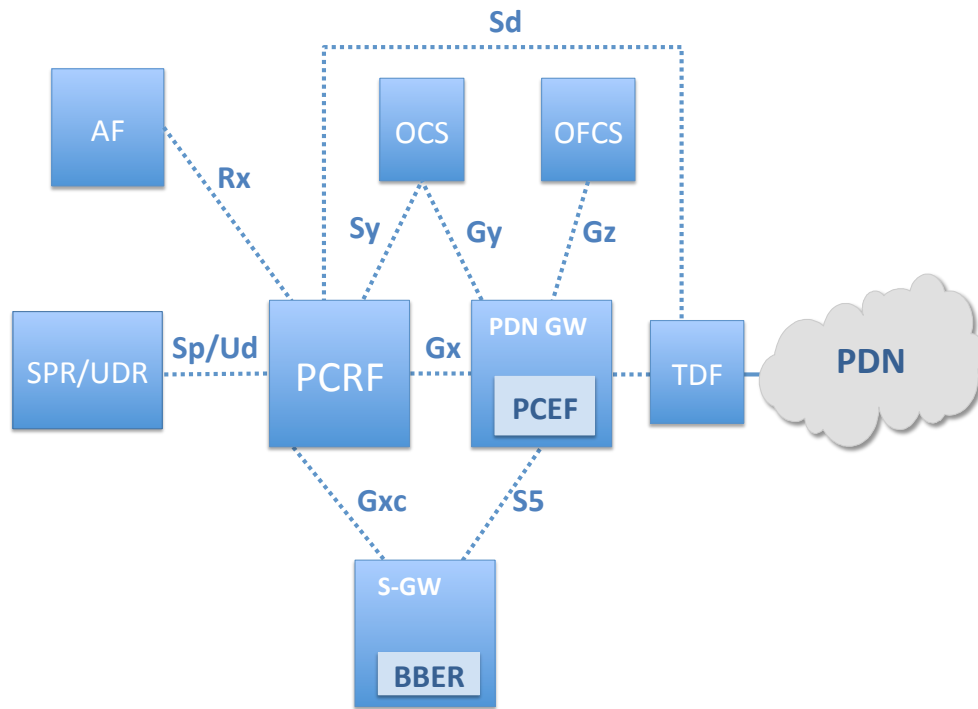 Sd
AF
OCS
OFCS
Rx
Sy
Gy
Gz
SPR/UDR
Sp/Ud
PCRF
Gx
PDN GW
PCEF
TDF
PDN
Gxc
S5
S-GW
BBER